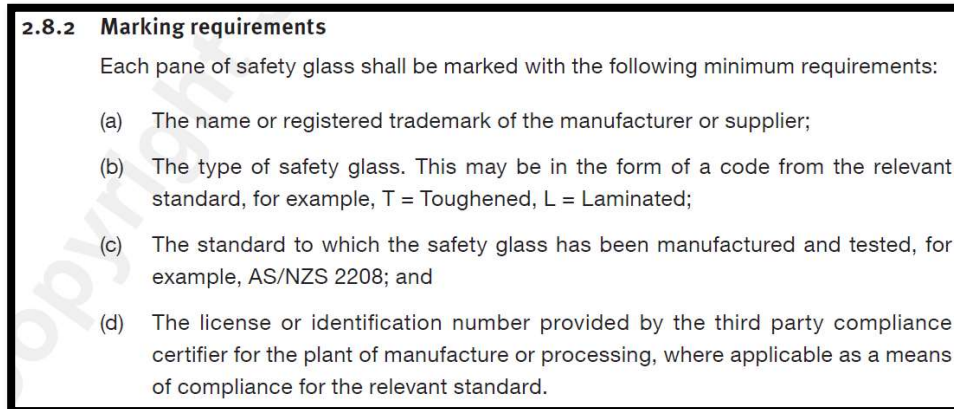 2.8.2 Marking requirements
Each pane of safety glass shall be marked with the following minimum requirements:
(a) The name or registered trademark of the manufacturer or supplier;
(b) The type of safety glass. This may be in the form of a code from the relevant
standard, for example, T = Toughened, L = Laminated;
(c) The standard to which the safety glass has been manufactured and tested, for
example, AS/NZS 2208; and
(d) The license or identification number provided by the third party compliance
certifier for the plant of manufacture or processing, where applicable as a means
of compliance for the relevant standard.
opyright